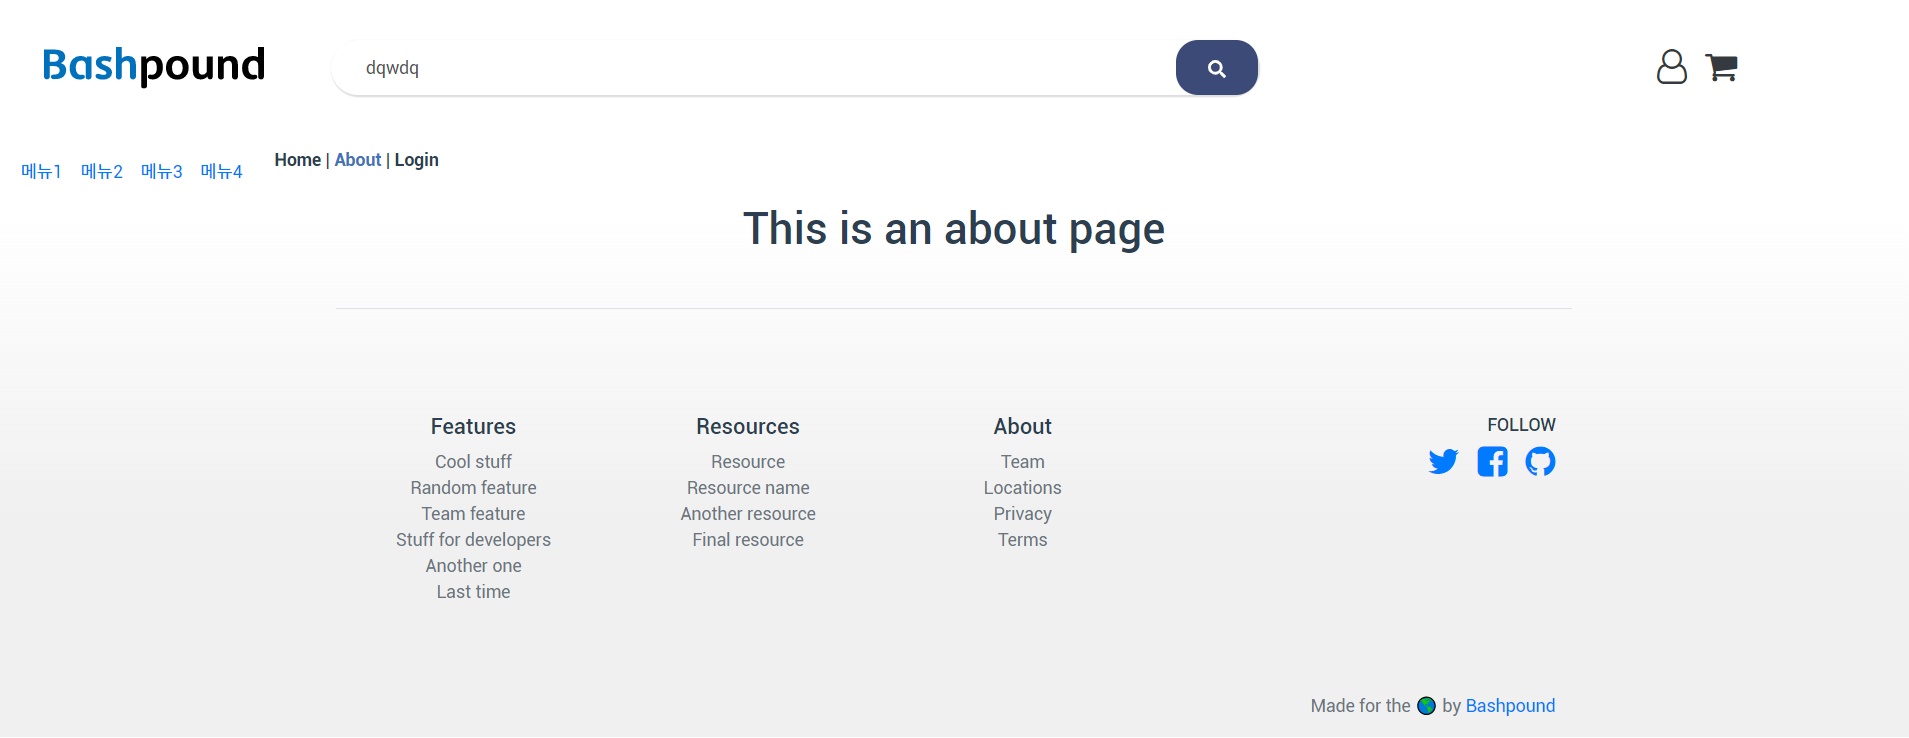 Bashpound
dqwdq
메뉴1 메뉴2 메뉴3 메뉴4
Home | About | Login
This is an about page
Features
Cool stuff
Random feature
Team feature
Stuff for developers
Another one
Last time
Resources
Resource
Resource name
Another resource
Final resource
About
Team
Locations
Privacy
Terms
FOLLOW
Made for the 🌏 by Bashpound